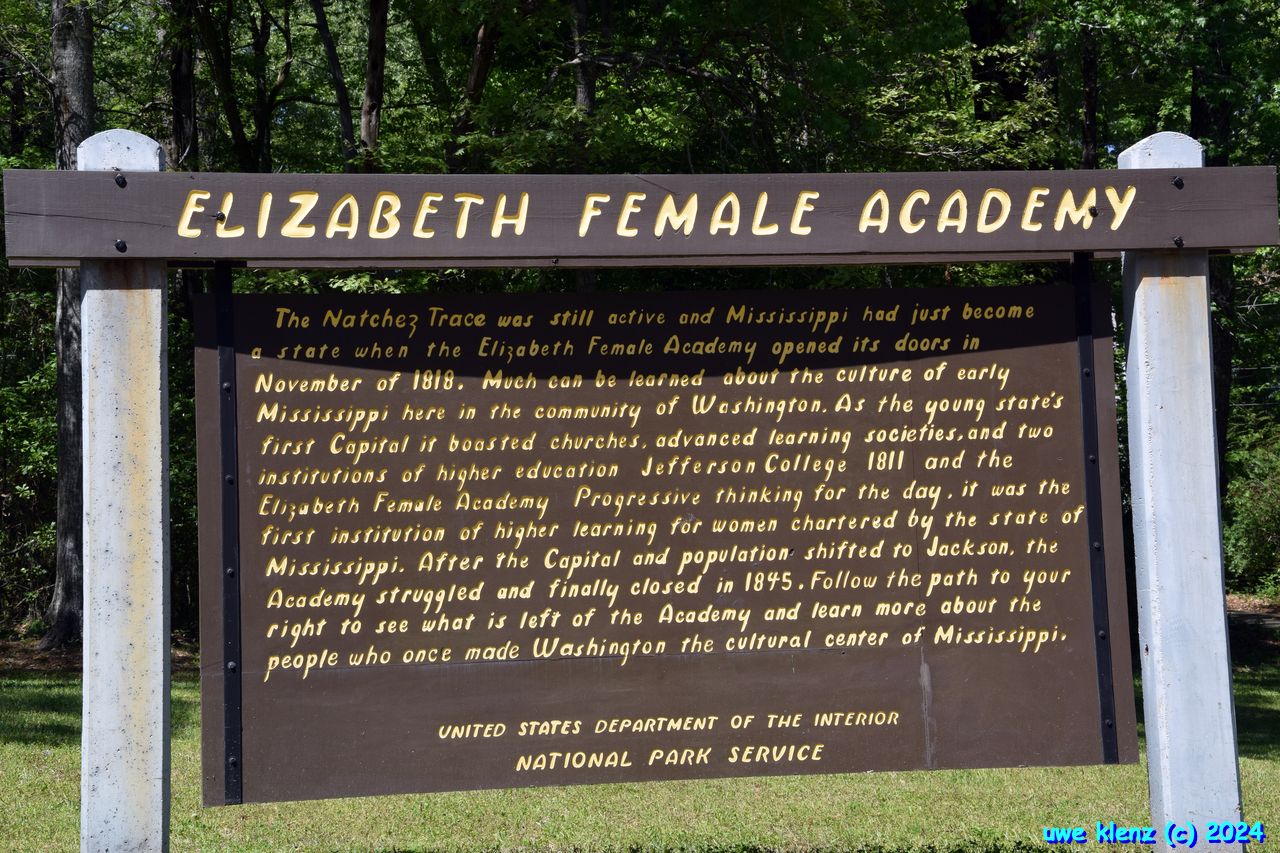 ELIZABETH FEMALE ACADEMY
The Natchez Trace was still active and Mississippi had just become
a state when the Elizabeth Female Academy opened its doors in
November of 1818. Much can be learned about the culture of early
Mississippi here in the community of Washington. As the young state's
first Capital it boasted churches, advanced learning societies, and two
institutions of higher education Jefferson College 1811 and the
Elizabeth Female Academy Progressive thinking for the day, it was the
first institution of higher learning for women chartered by the state of
Mississippi. After the Capital and population shifted to Jackson, the
Academy struggled and finally closed in 1845. Follow the path to your
right to see what is left of the Academy and learn more about the
people who once made Washington the cultural center of Mississippi.
UNITED STATES DEPARTMENT OF THE INTERIOR
NATIONAL PARK SERVICE
uwe klenz (c) 2024